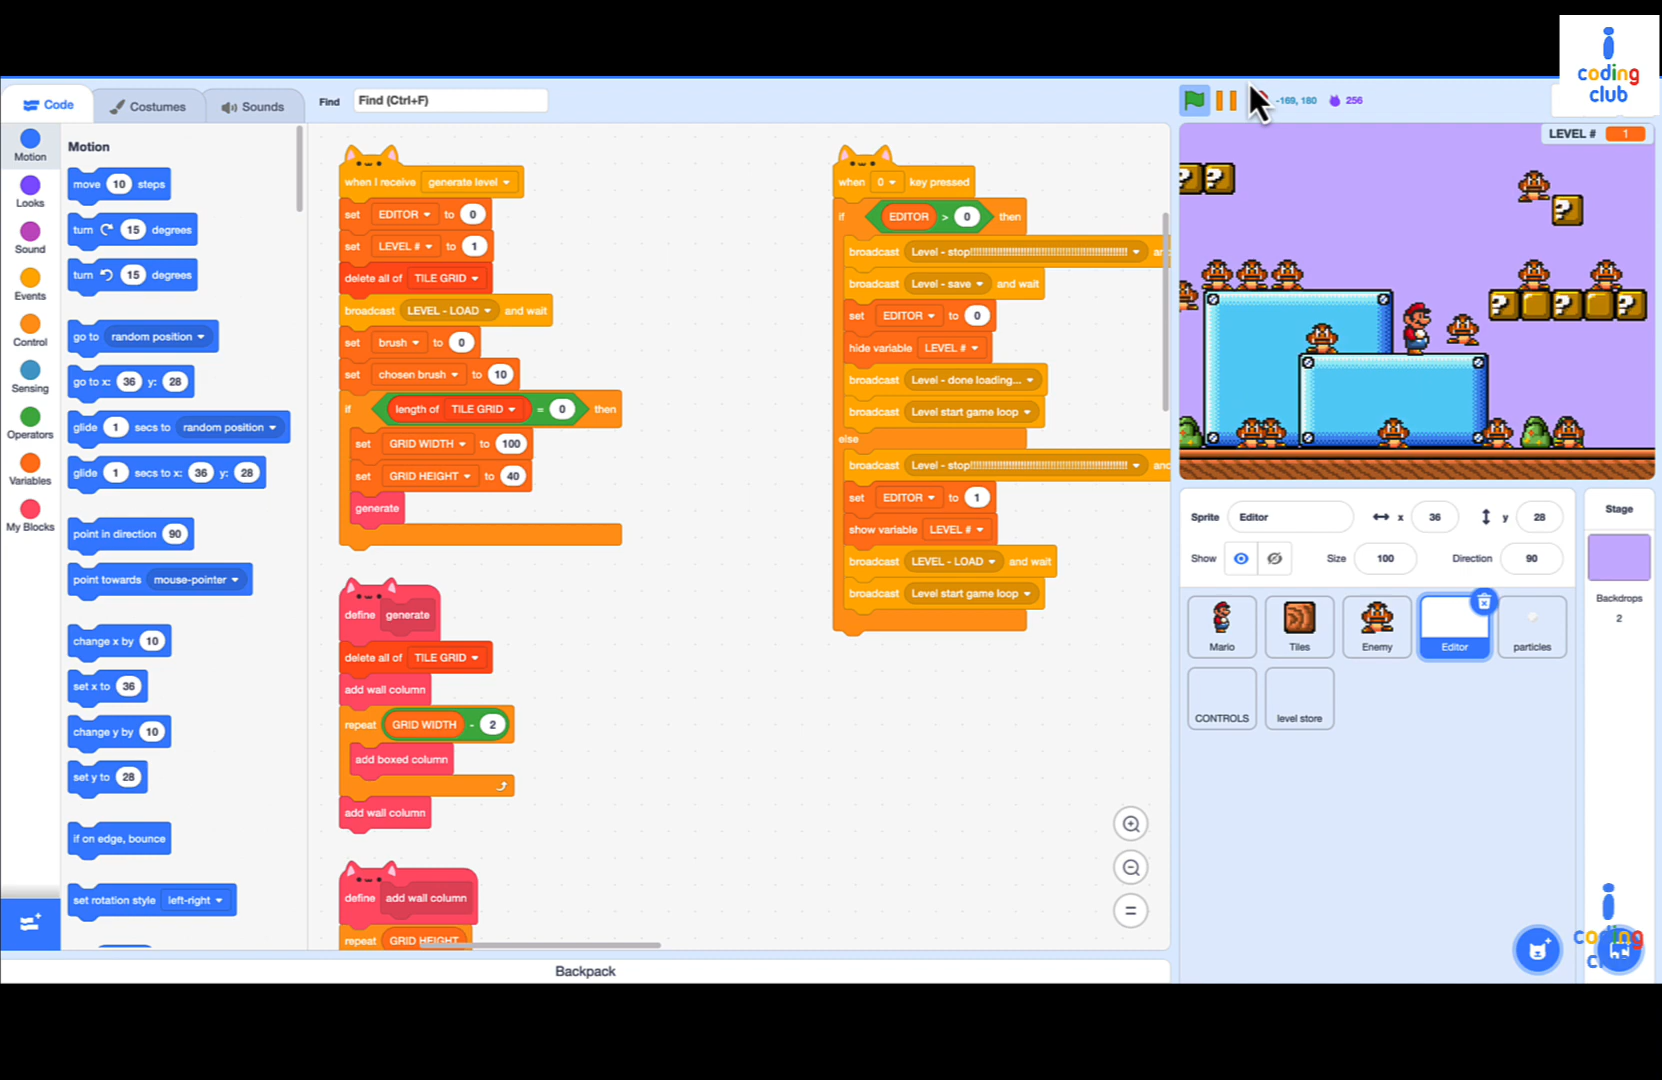 coding
club
Code
Costumes
Sounds
Find
Find (Ctrl+F)
-169, 180
256
Motion
Looks
Sound
Events
Control
Sensing
Operators
Variables
My Blocks
Motion
move 10 steps
turn 15 degrees
turn 15 degrees
go to random position
go to x: 36 y: 28
glide 1 secs to random position
glide 1 secs to x: 36 y: 28
point in direction 90
point towards mouse-pointer
change x by 10
set x to 36
change y by 10
set y to 28
if on edge, bounce
set rotation style left-right
when I receive generate level
set EDITOR to 0
set LEVEL # to 1
delete all of TILE GRID
broadcast LEVEL - LOAD and wait
set brush to 0
set chosen brush to 10
if length of TILE GRID = 0 then
set GRID WIDTH to 100
set GRID HEIGHT to 40
generate
define generate
delete all of TILE GRID
add wall column
repeat GRID WIDTH - 2
add boxed column
add wall column
define add wall column
repeat GRID HEIGHT
when 0 key pressed
if EDITOR > 0 then
broadcast Level - save and wait
set EDITOR to 0
hide variable LEVEL #
broadcast Level - done loading...
broadcast Level start game loop
else
set EDITOR to 1
show variable LEVEL #
broadcast LEVEL - LOAD and wait
broadcast Level start game loop
LEVEL # 1
Sprite Editor x 36 y 28
Show Size 100 Direction 90
Mario
Tiles
Enemy
Editor
particles
CONTROLS
level store
Stage
Backdrops
2
Backpack
coding